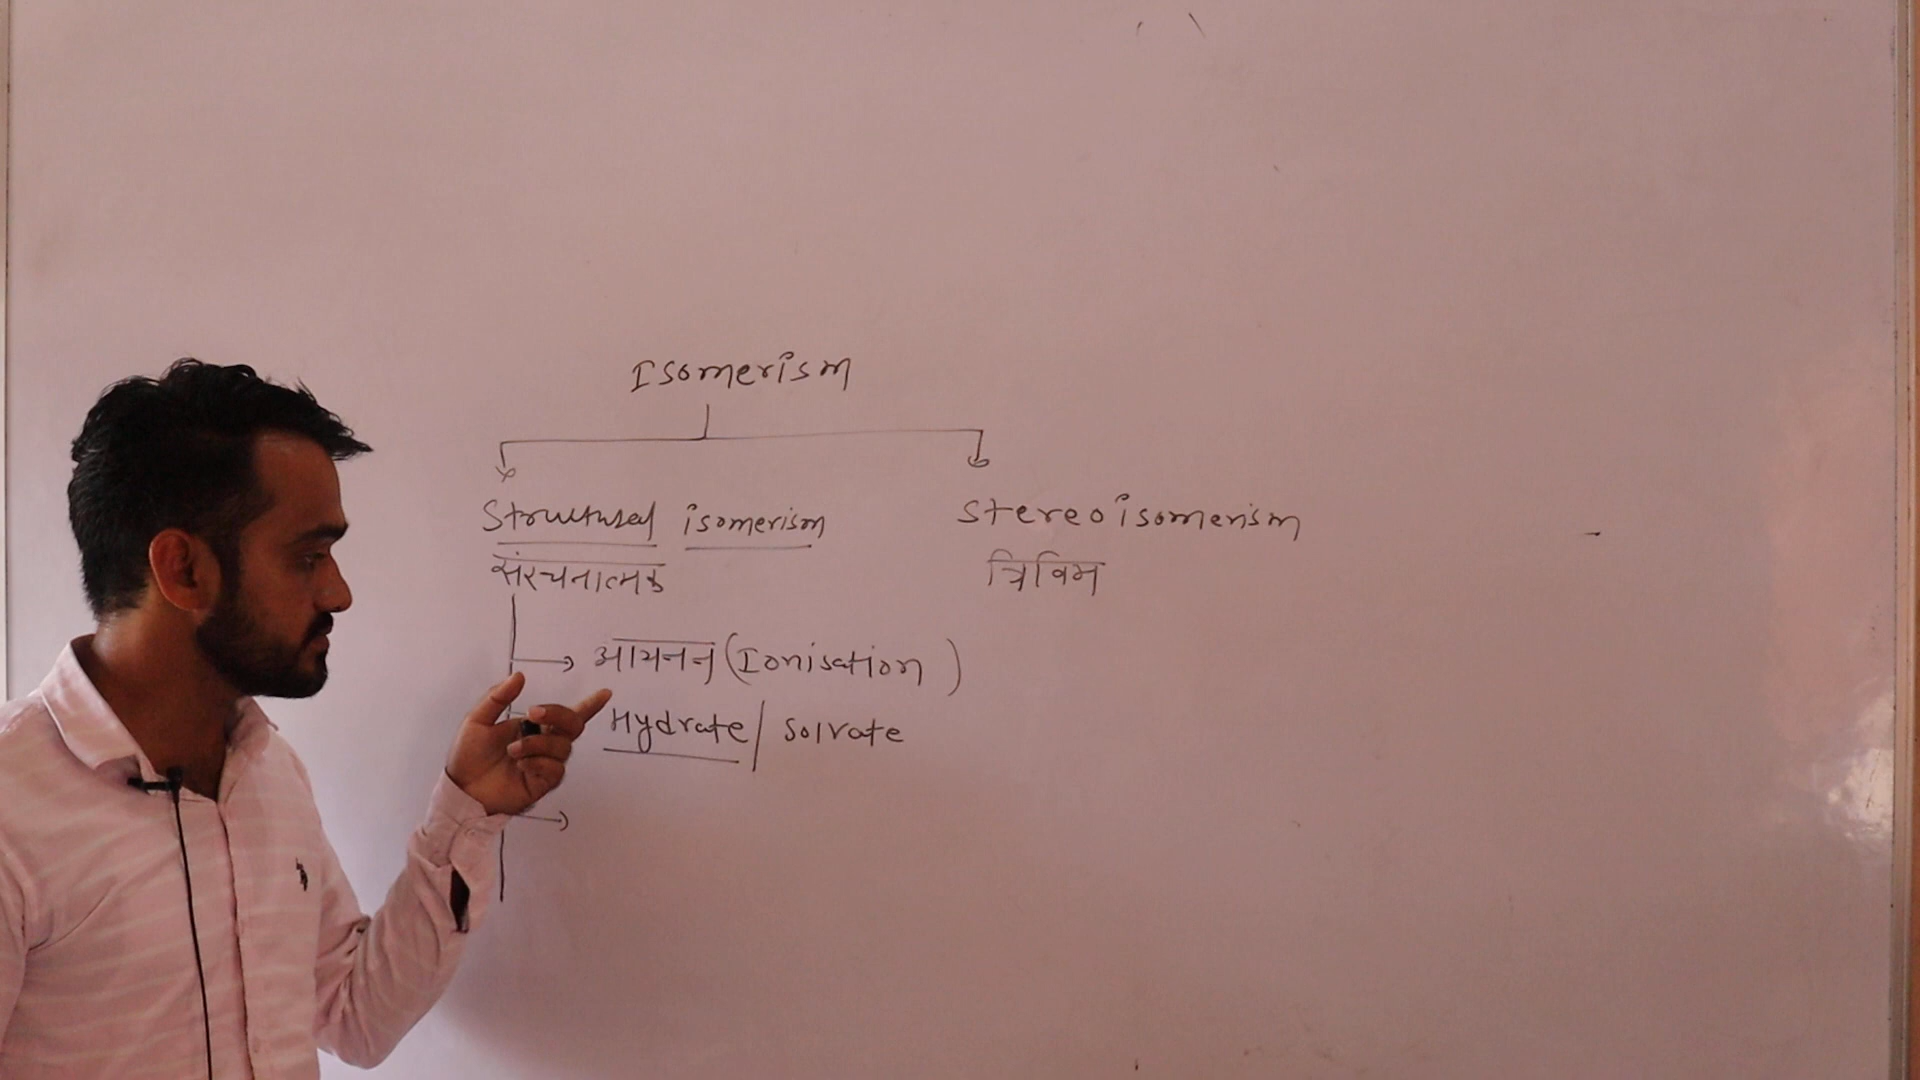 Isomerism
Structural isomerism
Stereoisomerism
संरचनात्मक
त्रिविम
आयनन (Ionisation)
Hydrate / Solvate